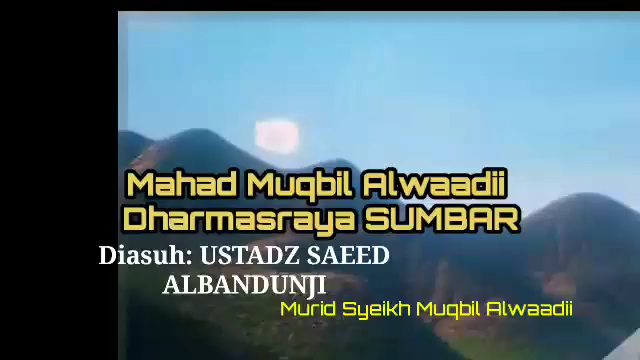 Mahad Muqbil Alwaadii
Dharmasraya SUMBAR
Diasuh: USTADZ SAEED
ALBANDUNJI
Murid Syeikh Muqbil Alwaadii